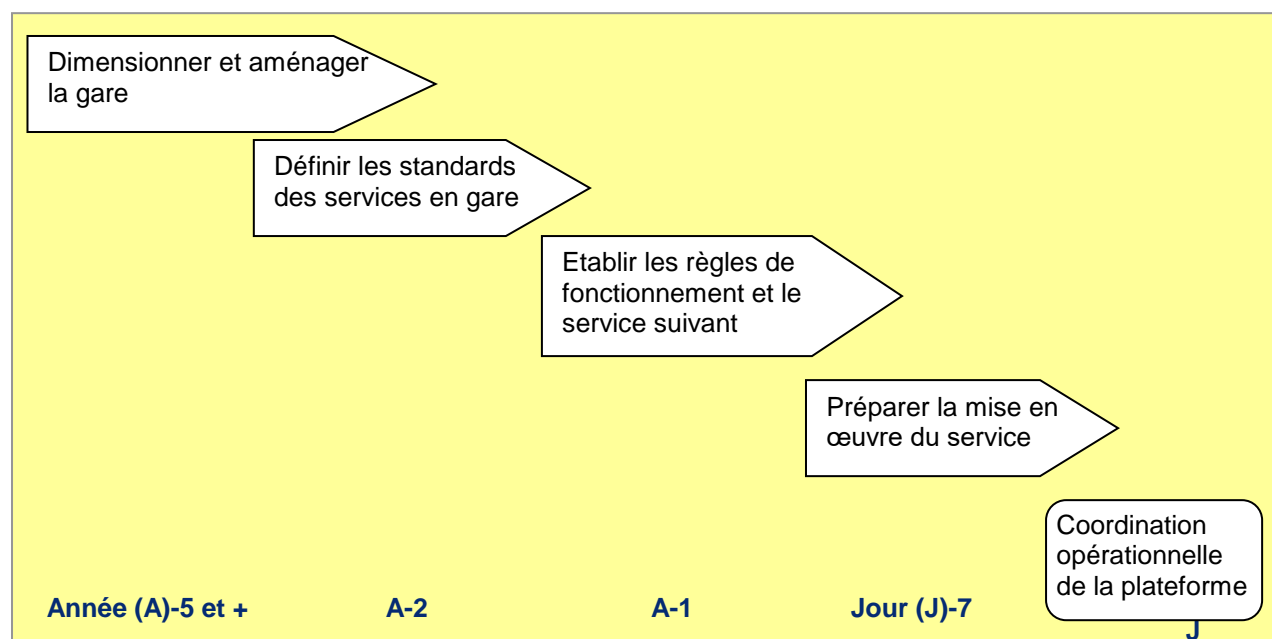 Dimensionner et aménager
la gare
Définir les standards
des services en gare
Etablir les règles de
fonctionnement et le
service suivant
Préparer la mise en
œuvre du service
Coordination
opérationnelle
de la plateforme
Année (A)-5 et +
A-2
A-1
Jour (J)-7
J